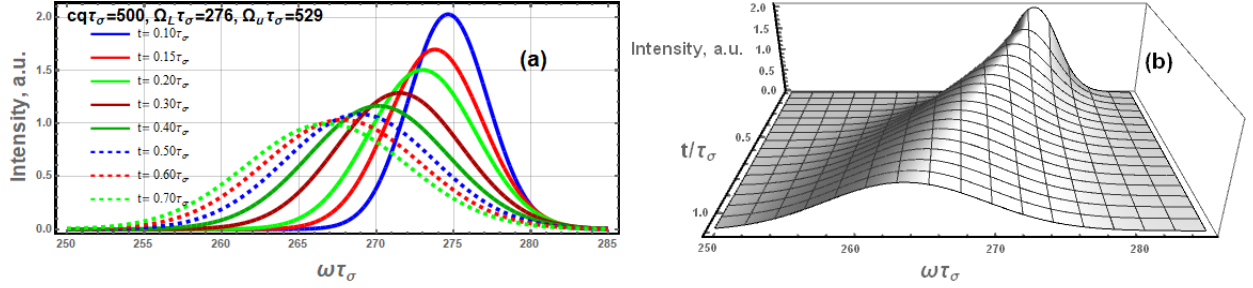 cqτσ=500, ΩLτσ=276, Ωuτσ=529
t= 0.10τσ
t= 0.15τσ
t= 0.20τσ
t= 0.30τσ
t= 0.40τσ
t= 0.50τσ
t= 0.60τσ
t= 0.70τσ
(a)
Intensity, a.u.
2.0
1.5
1.0
0.5
0.0
250 255 260 265 270 275 280 285
ωτσ
Intensity, a.u.
2.0
1.5
1.0
0.5
0.0
(b)
t/τσ
0.5
1.0
250 260 270 280
ωτσ